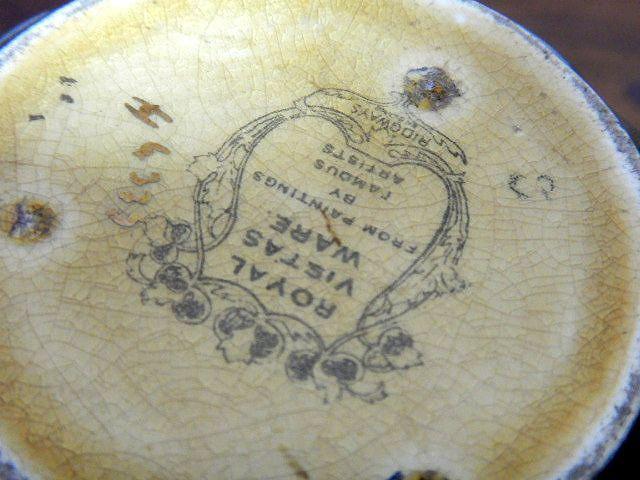 ROYAL
VISTAS
WARE.
FROM PAINTINGS
BY
FAMOUS
ARTISTS
RIDGWAYS